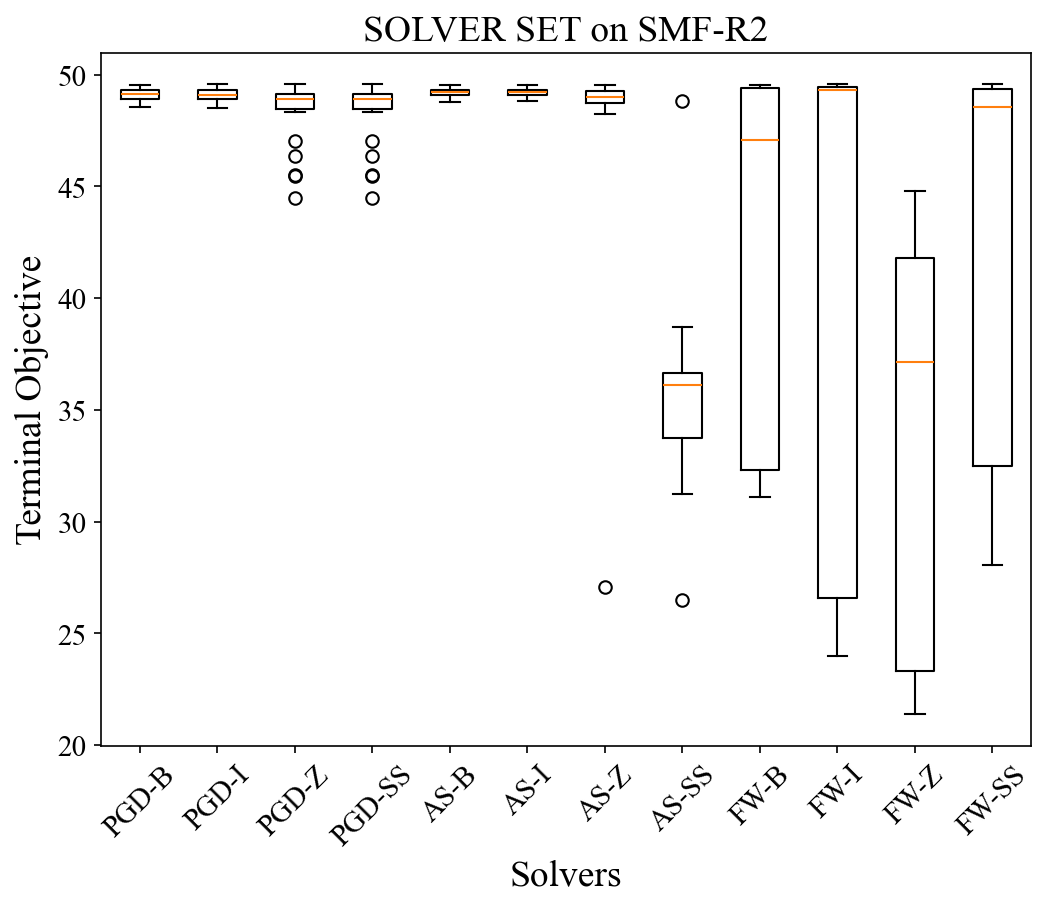 SOLVER SET on SMF-R2
50
45
40
35
30
25
20
Terminal Objective
PGD-B
PGD-I
PGD-Z
PGD-SS
AS-B
AS-I
AS-Z
AS-SS
FW-B
FW-I
FW-Z
FW-SS
Solvers